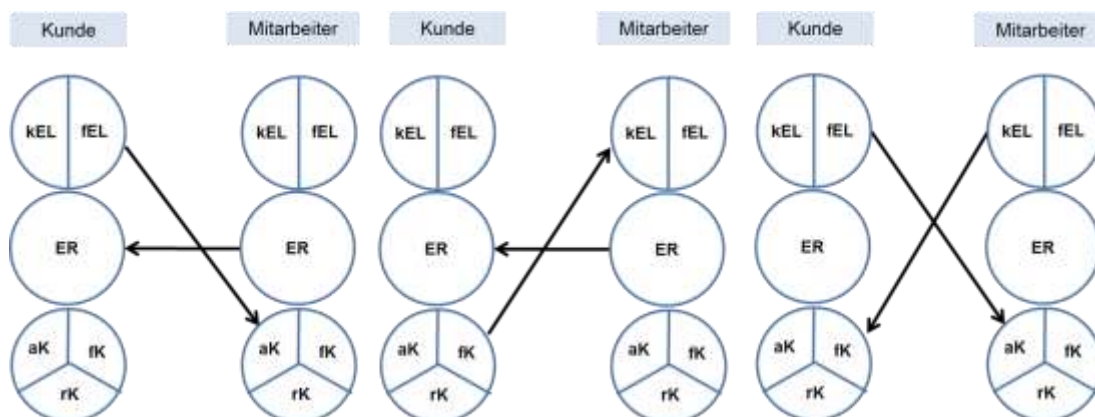 Kunde Mitarbeiter Kunde Mitarbeiter Kunde Mitarbeiter
kEL fEL kEL fEL kEL fEL kEL fEL kEL fEL kEL fEL
ER ER ER ER ER ER
aK fK aK fK aK fK aK fK aK fK aK fK
rK rK rK rK rK rK